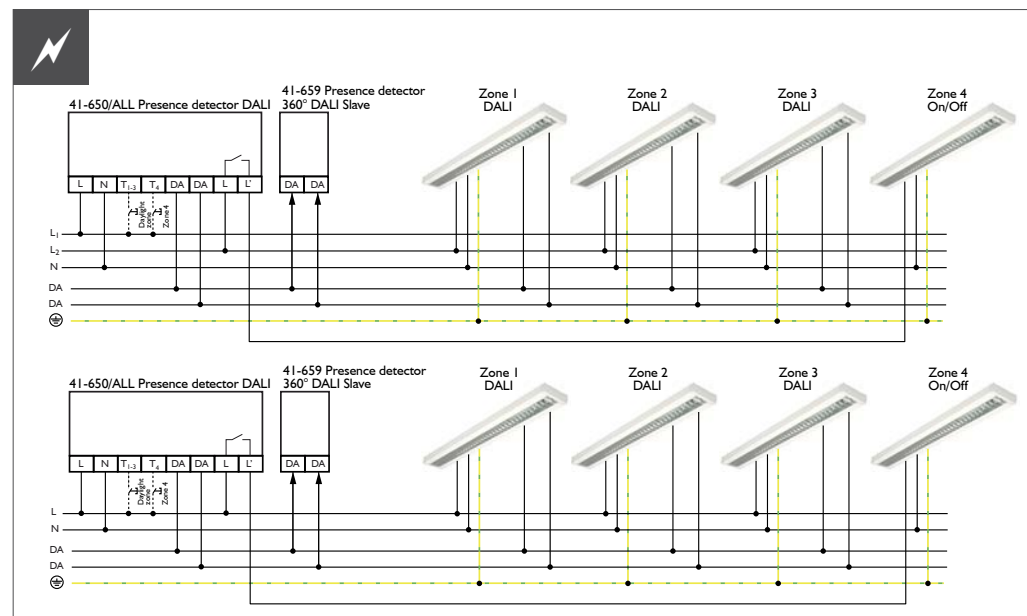 41-650/ALL Presence detector DALI
41-659 Presence detector
360° DALI Slave
Zone 1
DALI
Zone 2
DALI
Zone 3
DALI
Zone 4
On/Off
L N T1-3 T4 DA DA L L'
DA DA
Daylight
zone
Zone 4
L1
L2
N
DA
DA
41-650/ALL Presence detector DALI
41-659 Presence detector
360° DALI Slave
Zone 1
DALI
Zone 2
DALI
Zone 3
DALI
Zone 4
On/Off
L N T1-3 T4 DA DA L L'
DA DA
Daylight
zone
Zone 4
L
N
DA
DA